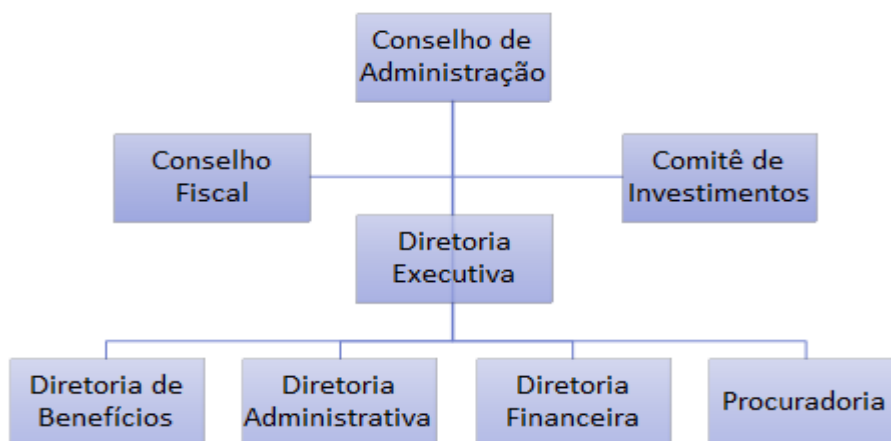 Conselho de
Administração
Conselho
Fiscal
Comitê de
Investimentos
Diretoria
Executiva
Diretoria de
Benefícios
Diretoria
Administrativa
Diretoria
Financeira
Procuradoria